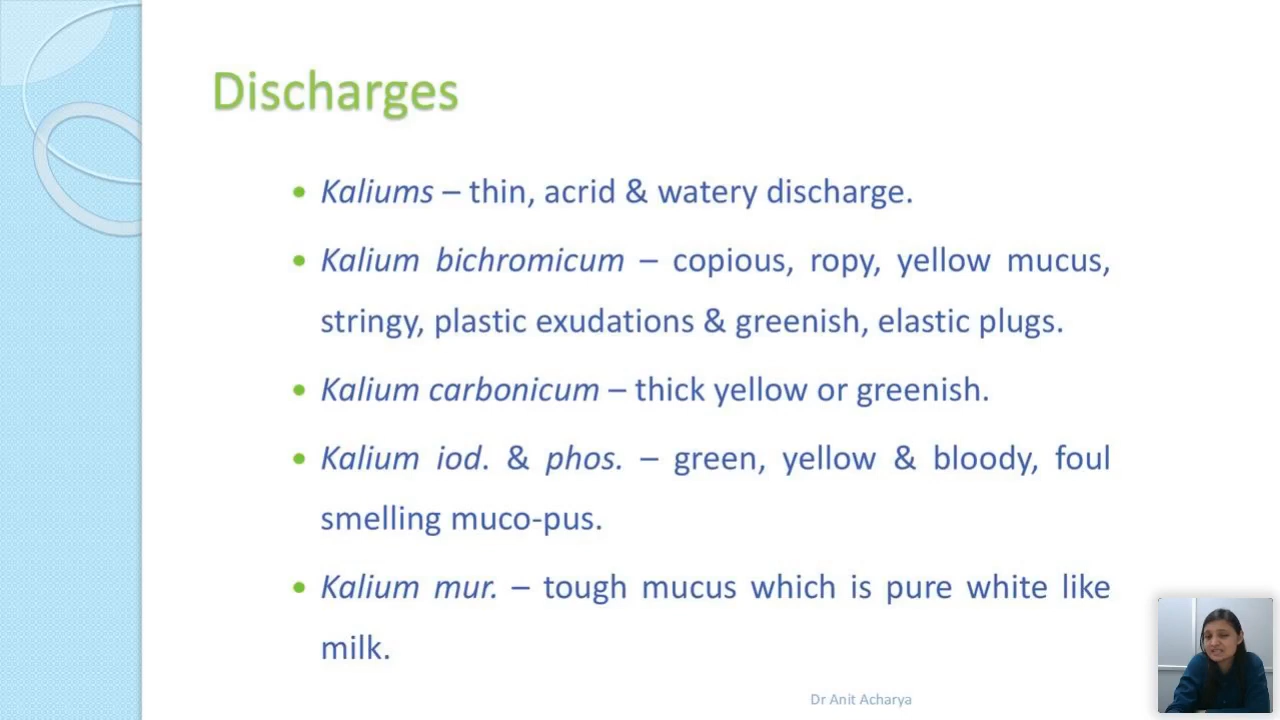 Discharges
• Kaliums – thin, acrid & watery discharge.
• Kalium bichromicum – copious, ropy, yellow mucus,
stringy, plastic exudations & greenish, elastic plugs.
• Kalium carbonicum – thick yellow or greenish.
• Kalium iod. & phos. – green, yellow & bloody, foul
smelling muco-pus.
• Kalium mur. – tough mucus which is pure white like
milk.
Dr Anit Acharya